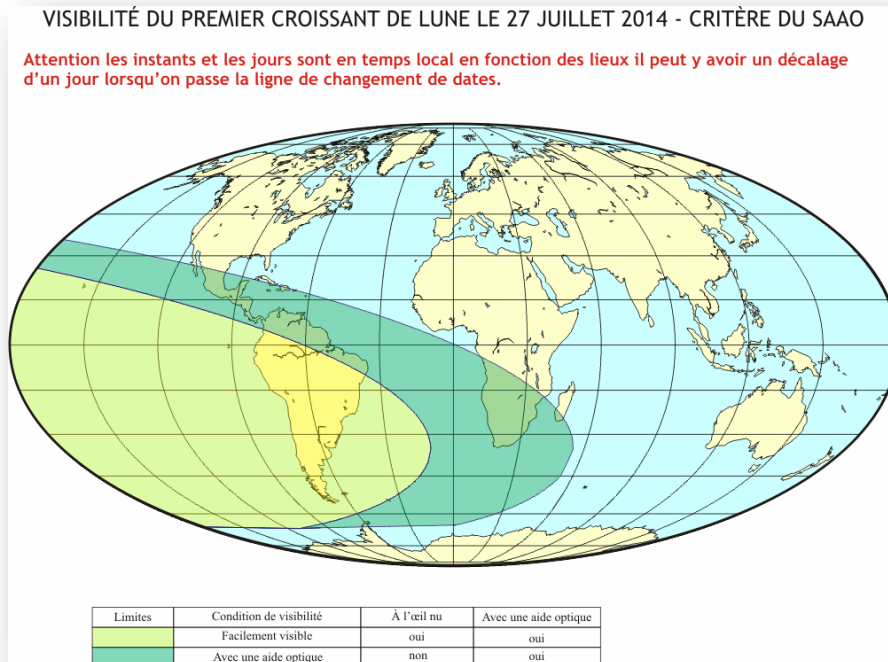 VISIBILITÉ DU PREMIER CROISSANT DE LUNE LE 27 JUILLET 2014 - CRITÈRE DU SAAO
Attention les instants et les jours sont en temps local en fonction des lieux il peut y avoir un décalage
d’un jour lorsqu’on passe la ligne de changement de dates.
Limites Condition de visibilité À l’œil nu Avec une aide optique
Facilement visible oui oui
Avec une aide optique non oui